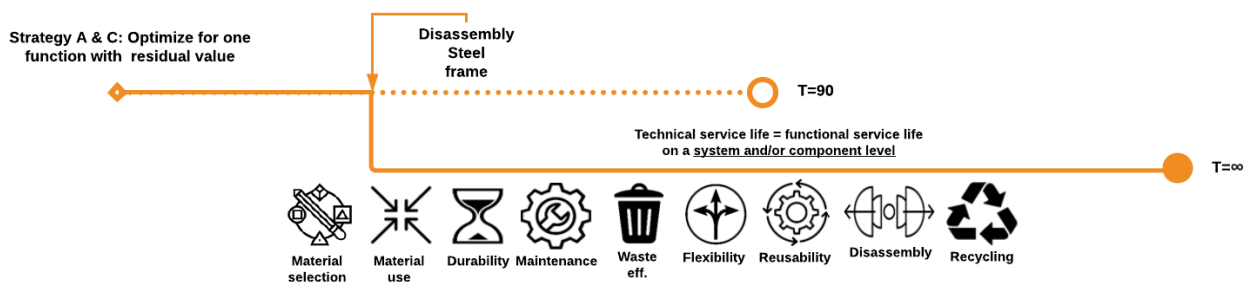 Strategy A & C: Optimize for one
function with residual value
Disassembly
Steel
frame
T=90
Technical service life = functional service life
on a system and/or component level
T=∞
Material
selection
Material
use
Durability
Maintenance
Waste
eff.
Flexibility
Reusability
Disassembly
Recycling